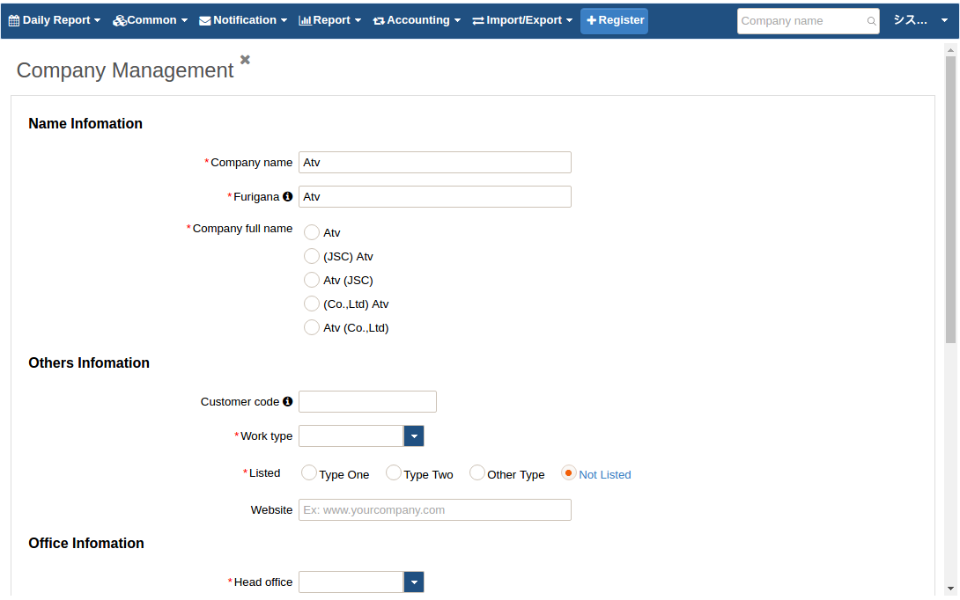 Daily Report Common Notification Report Accounting Import/Export Register Company name シス...
Company Management
Name Infomation
*Company name Atv
*Furigana Atv
*Company full name
Atv
(JSC) Atv
Atv (JSC)
(Co.,Ltd) Atv
Atv (Co.,Ltd)
Others Infomation
Customer code
*Work type
*Listed Type One Type Two Other Type Not Listed
Website Ex: www.yourcompany.com
Office Infomation
*Head office